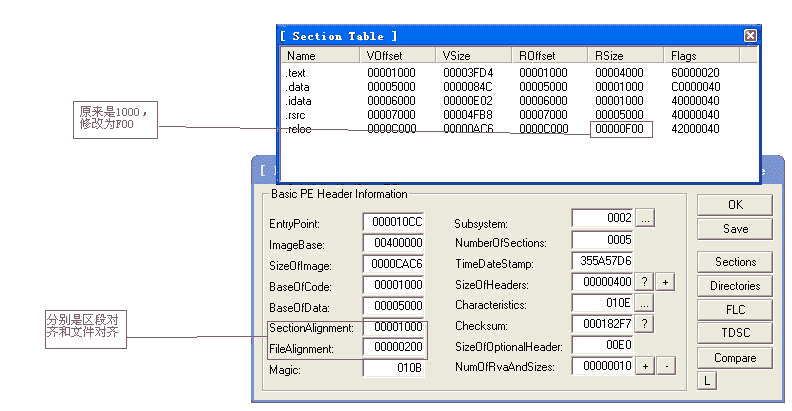 [ Section Table ]
Name VOffset VSize ROffset RSize Flags
.text 00001000 00003FD4 00001000 00004000 60000020
.data 00005000 0000084C 00005000 00001000 C0000040
.idata 00006000 00000E02 00006000 00001000 40000040
.rsrc 00007000 00004FB8 00007000 00005000 40000040
.reloc 0000C000 00000AC6 0000C000 00000F00 42000040
原来是1000，
修改为F00
Basic PE Header Information
OK
EntryPoint: 000010CC Subsystem: 0002 ...
Save
ImageBase: 00400000 NumberOfSections: 0005
SizeOfImage: 0000CAC6 TimeDateStamp: 355A57D6
Sections
BaseOfCode: 00001000 SizeOfHeaders: 00000400 ? +
Directories
BaseOfData: 00005000 Characteristics: 010E ...
FLC
分别是区段对
齐和文件对齐
SectionAlignment: 00001000 Checksum: 000182F7 ?
TDSC
FileAlignment: 00000200 SizeOfOptionalHeader: 00E0
Compare
Magic: 010B NumOfRvaAndSizes: 00000010 + -
L